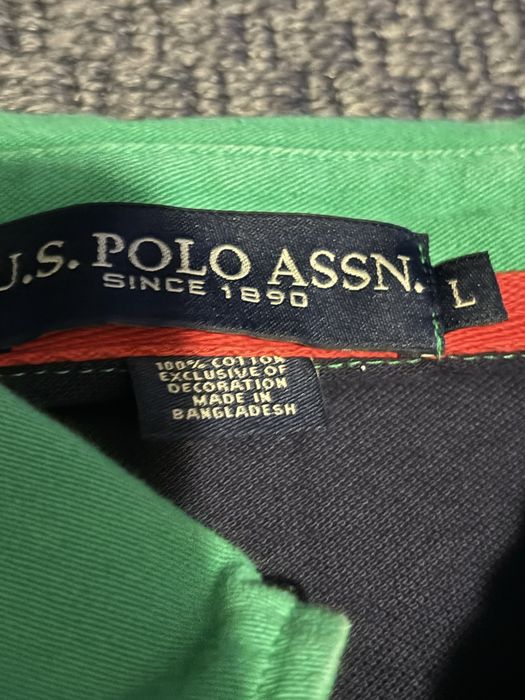 U.S. POLO ASSN.
SINCE 1890
L
100% COTTON
EXCLUSIVE OF
DECORATION
MADE IN
BANGLADESH